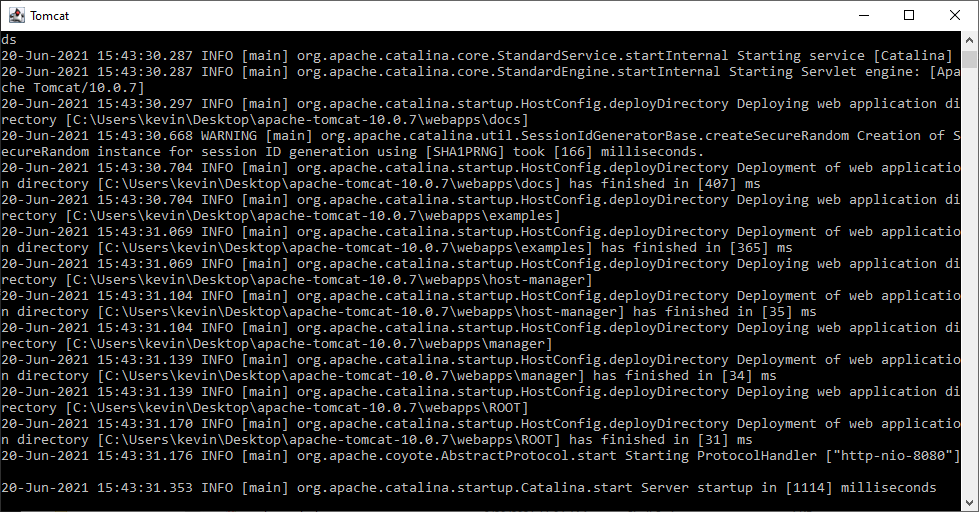 Tomcat
ds
20-Jun-2021 15:43:30.287 INFO [main] org.apache.catalina.core.StandardService.startInternal Starting service [Catalina]
20-Jun-2021 15:43:30.287 INFO [main] org.apache.catalina.core.StandardEngine.startInternal Starting Servlet engine: [Apa
che Tomcat/10.0.7]
20-Jun-2021 15:43:30.297 INFO [main] org.apache.catalina.startup.HostConfig.deployDirectory Deploying web application di
rectory [C:\Users\kevin\Desktop\apache-tomcat-10.0.7\webapps\docs]
20-Jun-2021 15:43:30.668 WARNING [main] org.apache.catalina.util.SessionIdGeneratorBase.createSecureRandom Creation of S
ecureRandom instance for session ID generation using [SHA1PRNG] took [166] milliseconds.
20-Jun-2021 15:43:30.704 INFO [main] org.apache.catalina.startup.HostConfig.deployDirectory Deployment of web applicatio
n directory [C:\Users\kevin\Desktop\apache-tomcat-10.0.7\webapps\docs] has finished in [407] ms
20-Jun-2021 15:43:30.704 INFO [main] org.apache.catalina.startup.HostConfig.deployDirectory Deploying web application di
rectory [C:\Users\kevin\Desktop\apache-tomcat-10.0.7\webapps\examples]
20-Jun-2021 15:43:31.069 INFO [main] org.apache.catalina.startup.HostConfig.deployDirectory Deployment of web applicatio
n directory [C:\Users\kevin\Desktop\apache-tomcat-10.0.7\webapps\examples] has finished in [365] ms
20-Jun-2021 15:43:31.069 INFO [main] org.apache.catalina.startup.HostConfig.deployDirectory Deploying web application di
rectory [C:\Users\kevin\Desktop\apache-tomcat-10.0.7\webapps\host-manager]
20-Jun-2021 15:43:31.104 INFO [main] org.apache.catalina.startup.HostConfig.deployDirectory Deployment of web applicatio
n directory [C:\Users\kevin\Desktop\apache-tomcat-10.0.7\webapps\host-manager] has finished in [35] ms
20-Jun-2021 15:43:31.104 INFO [main] org.apache.catalina.startup.HostConfig.deployDirectory Deploying web application di
rectory [C:\Users\kevin\Desktop\apache-tomcat-10.0.7\webapps\manager]
20-Jun-2021 15:43:31.139 INFO [main] org.apache.catalina.startup.HostConfig.deployDirectory Deployment of web applicatio
n directory [C:\Users\kevin\Desktop\apache-tomcat-10.0.7\webapps\manager] has finished in [34] ms
20-Jun-2021 15:43:31.139 INFO [main] org.apache.catalina.startup.HostConfig.deployDirectory Deploying web application di
rectory [C:\Users\kevin\Desktop\apache-tomcat-10.0.7\webapps\ROOT]
20-Jun-2021 15:43:31.170 INFO [main] org.apache.catalina.startup.HostConfig.deployDirectory Deployment of web applicatio
n directory [C:\Users\kevin\Desktop\apache-tomcat-10.0.7\webapps\ROOT] has finished in [31] ms
20-Jun-2021 15:43:31.176 INFO [main] org.apache.coyote.AbstractProtocol.start Starting ProtocolHandler ["http-nio-8080"]
20-Jun-2021 15:43:31.353 INFO [main] org.apache.catalina.startup.Catalina.start Server startup in [1114] milliseconds